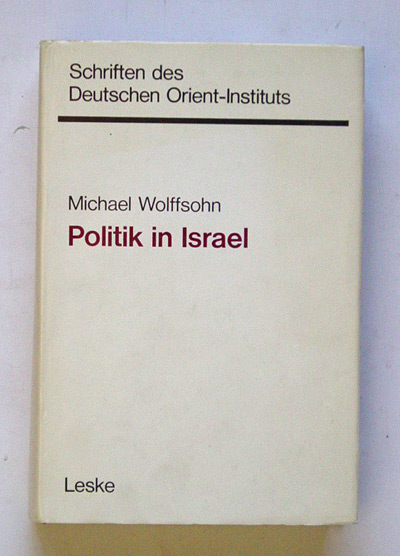 Schriften des
Deutschen Orient-Instituts
Michael Wolffsohn
Politik in Israel
Leske